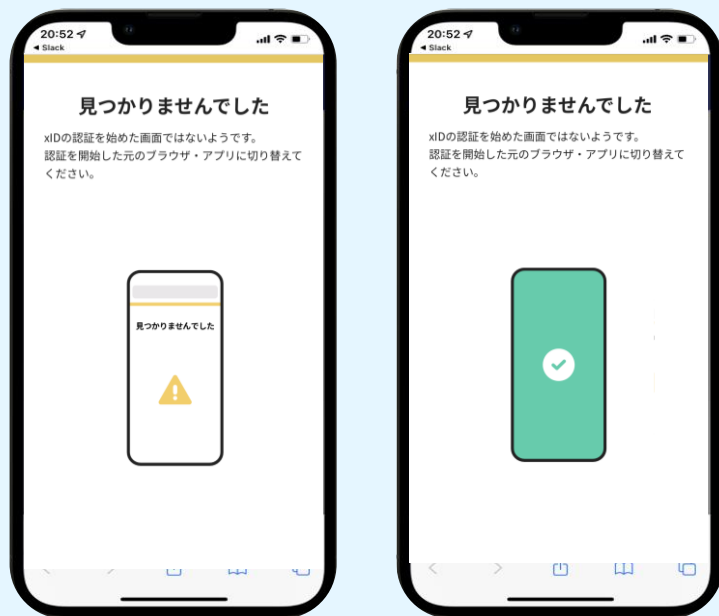 20:52
◀ Slack
見つかりませんでした
xIDの認証を始めた画面ではないようです。
認証を開始した元のブラウザ・アプリに切り替えて
ください。
見つかりませんでした
20:52
◀ Slack
見つかりませんでした
xIDの認証を始めた画面ではないようです。
認証を開始した元のブラウザ・アプリに切り替えて
ください。